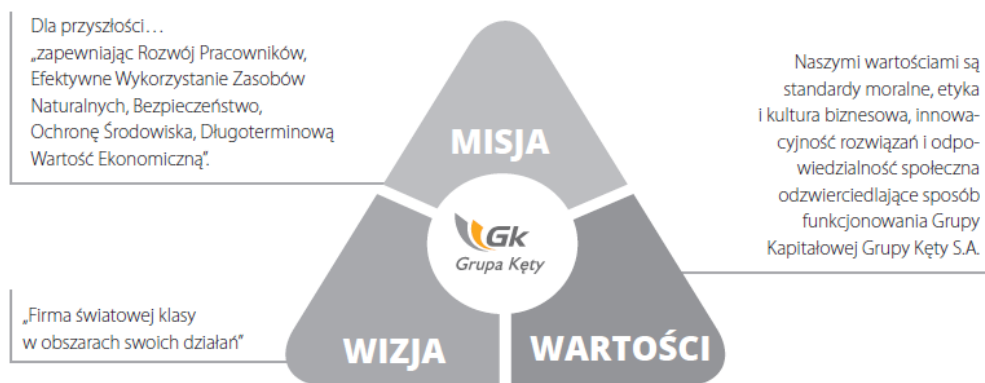 Dla przyszłości…
„zapewniając Rozwój Pracowników,
Efektywne Wykorzystanie Zasobów
Naturalnych, Bezpieczeństwo,
Ochronę Środowiska, Długoterminową
Wartość Ekonomiczną”.
MISJA
Naszymi wartościami są
standardy moralne, etyka
i kultura biznesowa, innowa-
cyjność rozwiązań i odpo-
wiedzialność społeczna
odzwierciedlające sposób
funkcjonowania Grupy
Kapitałowej Grupy Kęty S.A.
Gk
Grupa Kęty
„Firma światowej klasy
w obszarach swoich działań”
WIZJA
WARTOŚCI